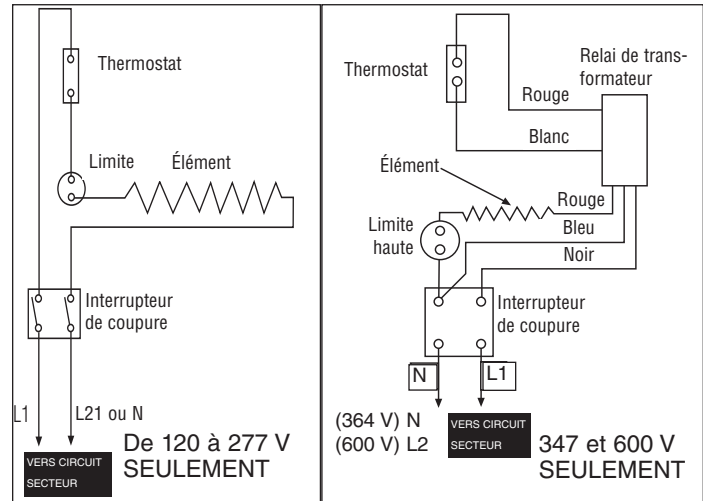 Thermostat
Limite
Élément
Interrupteur
de coupure
L1
L21 ou N
VERS CIRCUIT
SECTEUR
De 120 à 277 V
SEULEMENT
Thermostat
Relai de trans-
formateur
Rouge
Blanc
Élément
Rouge
Limite
haute
Bleu
Noir
Interrupteur
de coupure
N
L1
(364 V) N
(600 V) L2
VERS CIRCUIT
SECTEUR
347 et 600 V
SEULEMENT